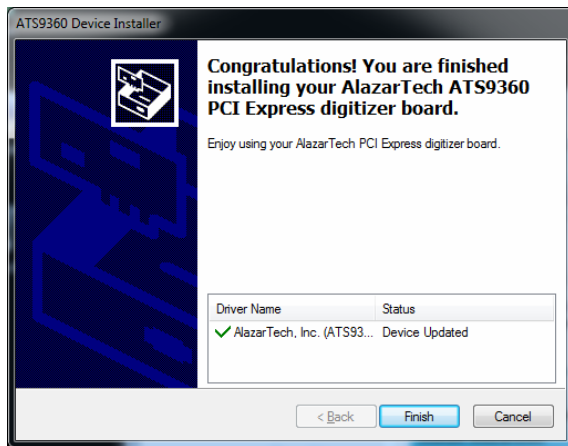 ATS9360 Device Installer
Congratulations! You are finished
installing your AlazarTech ATS9360
PCI Express digitizer board.
Enjoy using your AlazarTech PCI Express digitizer board.
Driver Name Status
AlazarTech, Inc. (ATS93... Device Updated
< Back Finish Cancel